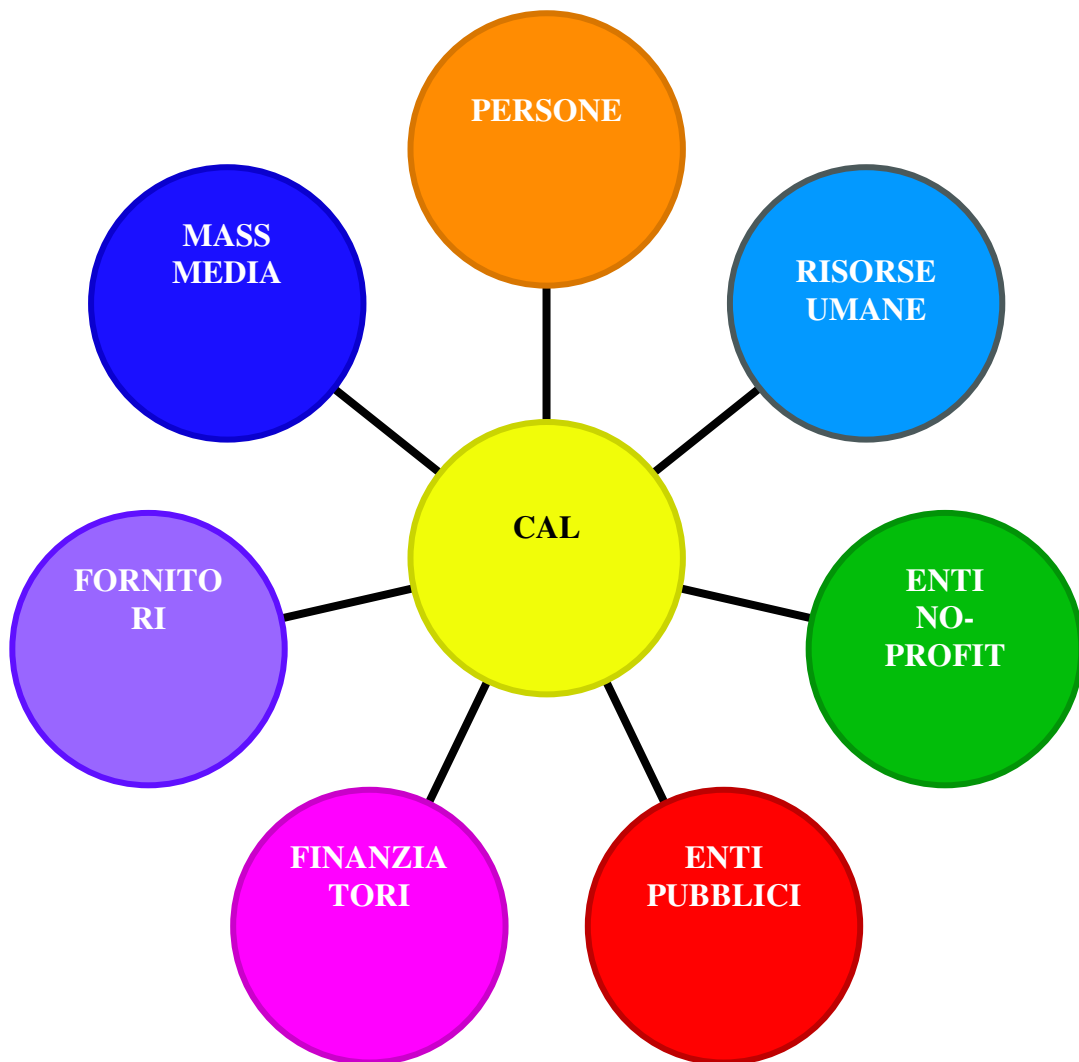 PERSONE
MASS
MEDIA
RISORSE
UMANE
CAL
FORNITO
RI
ENTI
NO-
PROFIT
FINANZIA
TORI
ENTI
PUBBLICI